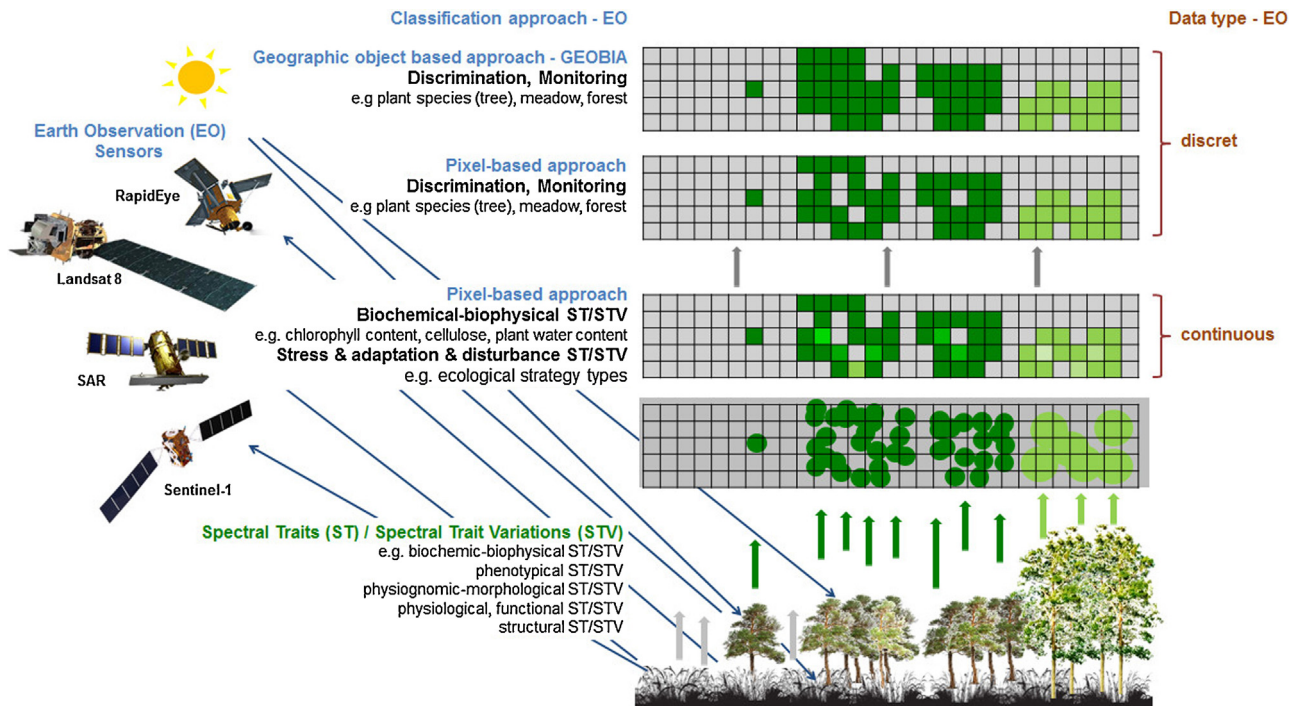 Classification approach - EO
Data type - EO
Geographic object based approach - GEOBIA
Discrimination, Monitoring
e.g plant species (tree), meadow, forest
Earth Observation (EO)
Sensors
discret
RapidEye
Pixel-based approach
Discrimination, Monitoring
e.g plant species (tree), meadow, forest
Landsat 8
Pixel-based approach
Biochemical-biophysical ST/STV
e.g. chlorophyll content, cellulose, plant water content
Stress & adaptation & disturbance ST/STV
e.g. ecological strategy types
continuous
SAR
Sentinel-1
Spectral Traits (ST) / Spectral Trait Variations (STV)
e.g. biochemic-biophysical ST/STV
phenotypical ST/STV
physiognomic-morphological ST/STV
physiological, functional ST/STV
structural ST/STV